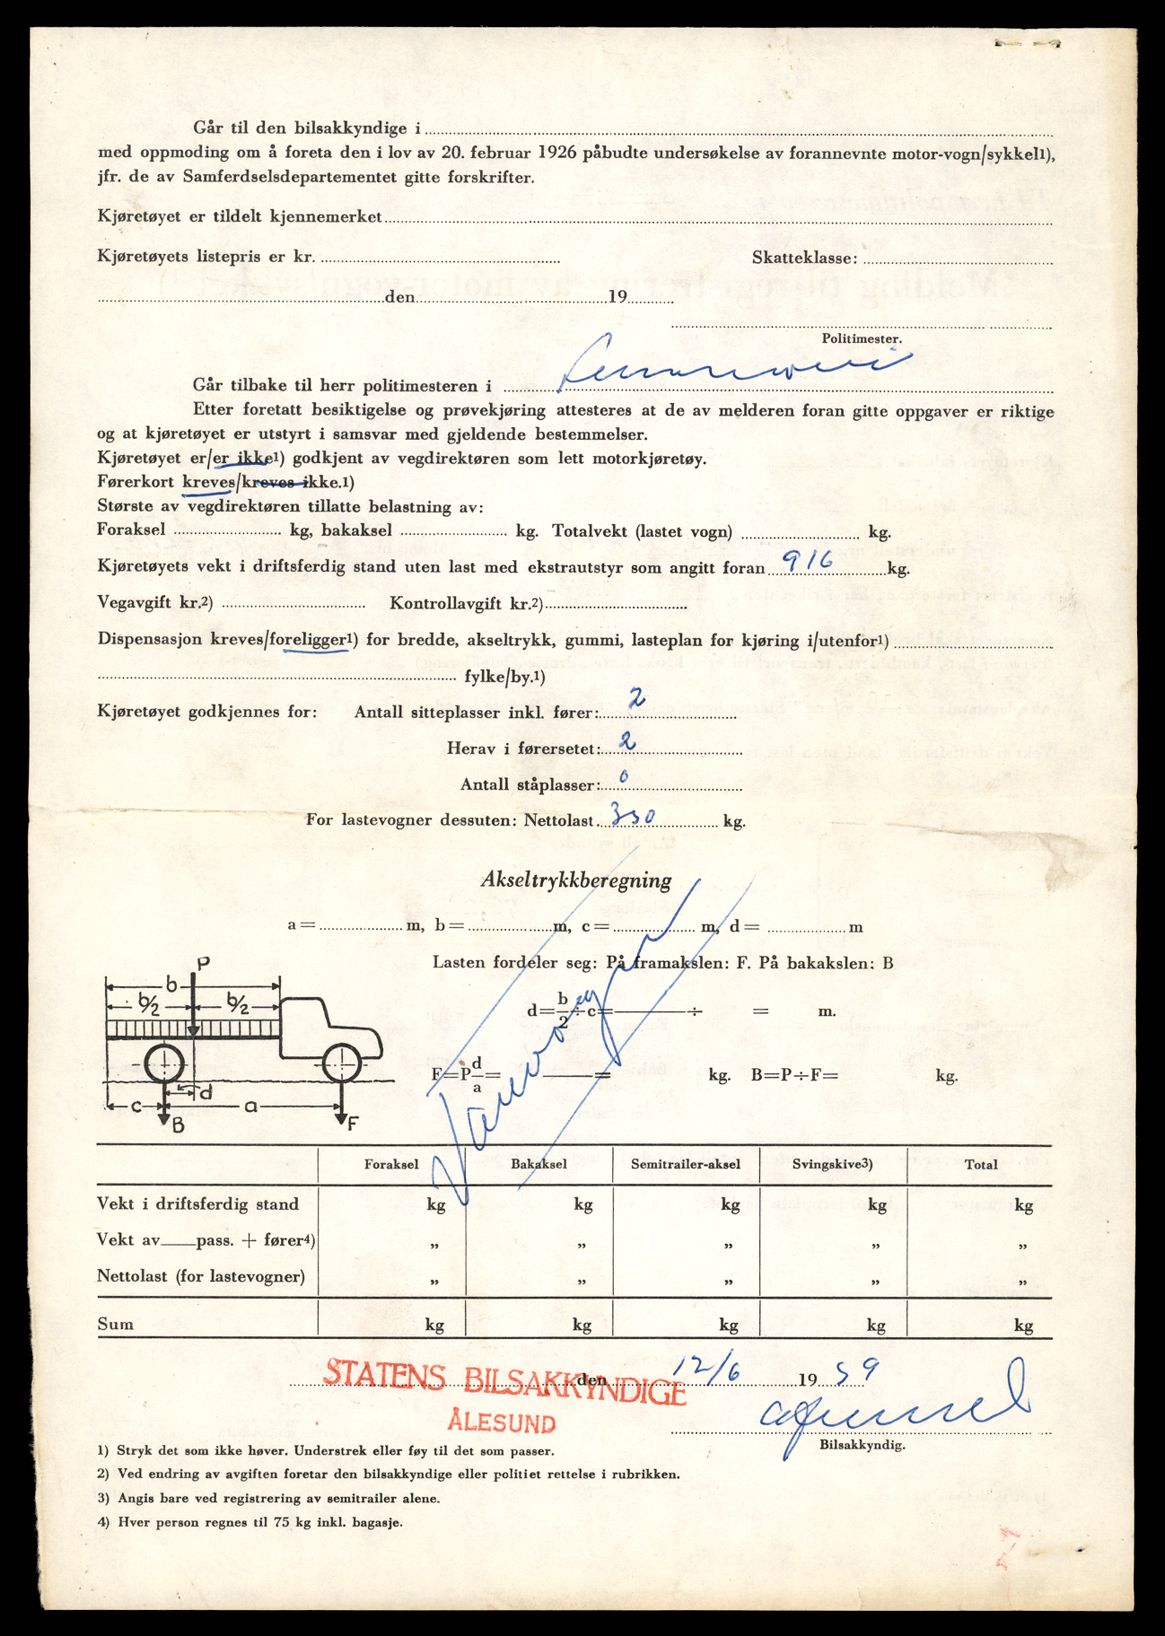 Går til den bilsakkyndige i
med oppmoding om å foreta den i lov av 20. februar 1926 påbudte undersøkelse av forannevnte motor-vogn/sykkel1),
jfr. de av Samferdselsdepartementet gitte forskrifter.
Kjøretøyet er tildelt kjennemerket
Kjøretøyets listepris er kr. Skatteklasse:
den 19
Politimester.
Går tilbake til herr politimesteren i
Etter foretatt besiktigelse og prøvekjøring attesteres at de av melderen foran gitte oppgaver er riktige
og at kjøretøyet er utstyrt i samsvar med gjeldende bestemmelser.
Kjøretøyet er/er ikke1) godkjent av vegdirektøren som lett motorkjøretøy.
Førerkort kreves/kreves ikke.1)
Største av vegdirektøren tillatte belastning av:
Foraksel kg, bakaksel kg. Totalvekt (lastet vogn) kg.
Kjøretøyets vekt i driftsferdig stand uten last med ekstrautstyr som angitt foran 916 kg.
Vegavgift kr.2) Kontrollavgift kr.2)
Dispensasjon kreves/foreligger1) for bredde, akseltrykk, gummi, lasteplan for kjøring i/utenfor1)
fylke/by.1)
Kjøretøyet godkjennes for: Antall sitteplasser inkl. fører: 2
Herav i førersetet: 2
Antall ståplasser: 0
For lastevogner dessuten: Nettolast 330 kg.
Akseltrykkberegning
a = m, b = m, c = m, d = m
Lasten fordeler seg: På framakslen: F. På bakakslen: B
P
b
b/2 b/2
d = b/2 ÷ c = ÷ = m.
F = P d/a = = kg. B = P ÷ F = kg.
Varevogn
d
c a
B F
Foraksel Bakaksel Semitrailer-aksel Svingskive3) Total
Vekt i driftsferdig stand kg kg kg kg kg
Vekt av pass. + fører4) „ „ „ „ „
Nettolast (for lastevogner) „ „ „ „ „
Sum kg kg kg kg kg
STATENS BILSAKKYNDIGE den 12/6 19 59
ÅLESUND
Bilsakkyndig.
1) Stryk det som ikke høver. Understrek eller føy til det som passer.
2) Ved endring av avgiften foretar den bilsakkyndige eller politiet rettelse i rubrikken.
3) Angis bare ved registrering av semitrailer alene.
4) Hver person regnes til 75 kg inkl. bagasje.